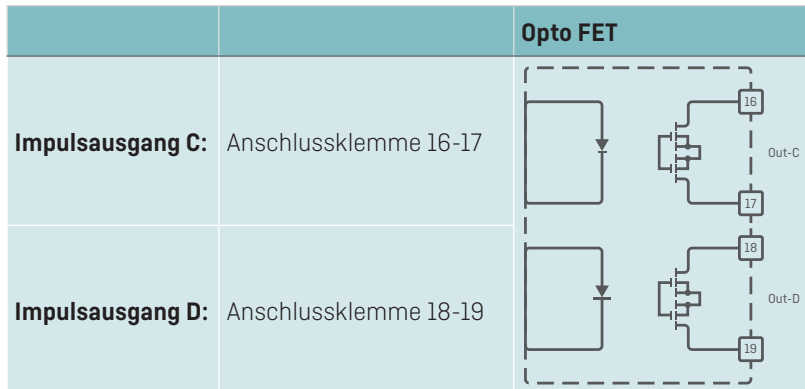 Opto FET
Impulsausgang C: Anschlussklemme 16-17
16
Out-C
17
Impulsausgang D: Anschlussklemme 18-19
18
Out-D
19